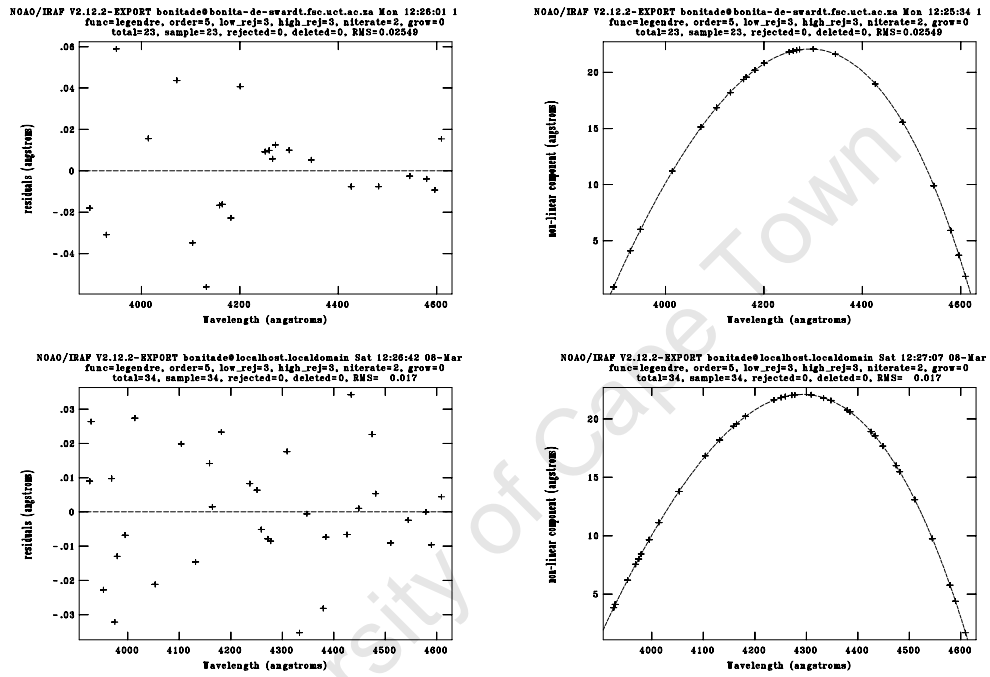 NOAO/IRAF V2.12.2-EXPORT bonitade@bonita-de-swardt.fsc.uct.ac.za Mon 12:26:01 1
func=legendre, order=5, low_rej=3, high_rej=3, niterate=2, grow=0
total=23, sample=23, rejected=0, deleted=0, RMS=0.02549
.06
.04
.02
0
-.02
-.04
residuals (angstroms)
4000 4200 4400 4600
Wavelength (angstroms)
NOAO/IRAF V2.12.2-EXPORT bonitade@bonita-de-swardt.fsc.uct.ac.za Mon 12:25:34 1
func=legendre, order=5, low_rej=3, high_rej=3, niterate=2, grow=0
total=23, sample=23, rejected=0, deleted=0, RMS=0.02549
20
15
10
5
non-linear component (angstroms)
4000 4200 4400 4600
Wavelength (angstroms)
NOAO/IRAF V2.12.2-EXPORT bonitade@localhost.localdomain Sat 12:26:42 08-Mar
func=legendre, order=5, low_rej=3, high_rej=3, niterate=2, grow=0
total=34, sample=34, rejected=0, deleted=0, RMS= 0.017
.03
.02
.01
0
-.01
-.02
-.03
residuals (angstroms)
4000 4100 4200 4300 4400 4500 4600
Wavelength (angstroms)
NOAO/IRAF V2.12.2-EXPORT bonitade@localhost.localdomain Sat 12:27:07 08-Mar
func=legendre, order=5, low_rej=3, high_rej=3, niterate=2, grow=0
total=34, sample=34, rejected=0, deleted=0, RMS= 0.017
20
15
10
5
non-linear component (angstroms)
4000 4100 4200 4300 4400 4500 4600
Wavelength (angstroms)
rsity of Cape Town